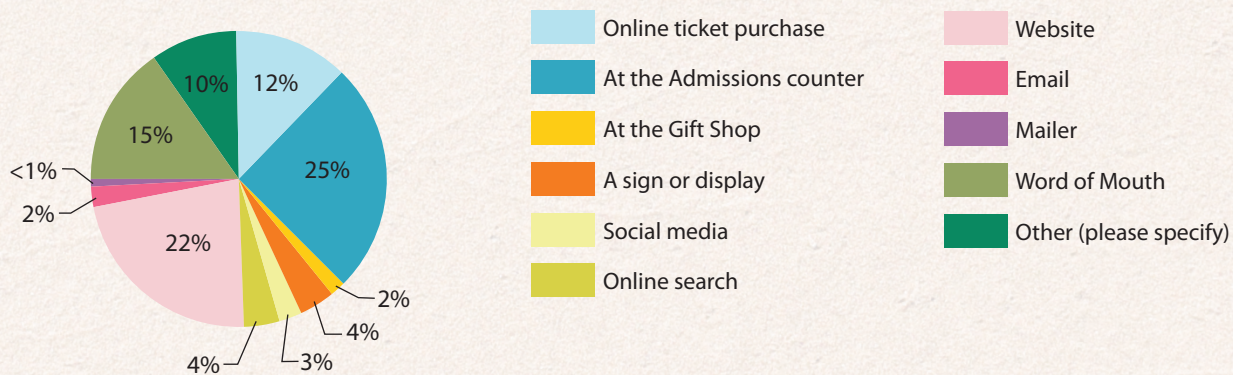 10%
12%
15%
25%
<1%
2%
22%
2%
4%
3%
4%
Online ticket purchase
At the Admissions counter
At the Gift Shop
A sign or display
Social media
Online search
Website
Email
Mailer
Word of Mouth
Other (please specify)